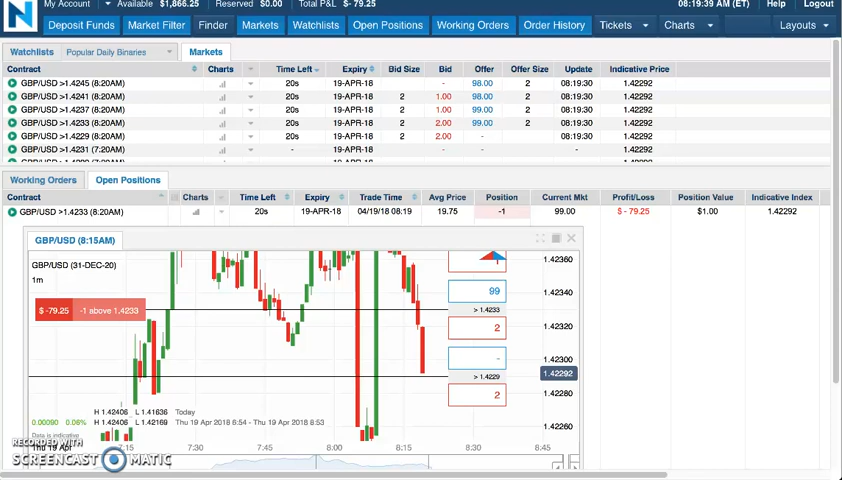 My Account Available $1,866.25 Reserved $0.00 Total P&L $- 79.25 08:19:39 AM (ET) Help Logout
N Deposit Funds Market Filter Finder Markets Watchlists Open Positions Working Orders Order History Tickets Charts Layouts
Watchlists Popular Daily Binaries Markets
Contract Charts Time Left Expiry Bid Size Bid Offer Offer Size Update Indicative Price
GBP/USD >1.4245 (8:20AM) 20s 19-APR-18 - 98.00 2 08:19:30 1.42292
GBP/USD >1.4241 (8:20AM) 20s 19-APR-18 2 1.00 98.00 2 08:19:30 1.42292
GBP/USD >1.4237 (8:20AM) 20s 19-APR-18 2 1.00 99.00 2 08:19:30 1.42292
GBP/USD >1.4233 (8:20AM) 20s 19-APR-18 2 2.00 99.00 2 08:19:30 1.42292
GBP/USD >1.4229 (8:20AM) 20s 19-APR-18 2 2.00 - 08:19:30 1.42292
GBP/USD >1.4231 (7:20AM) - 19-APR-18 - - - 1.42292
Working Orders Open Positions
Contract Charts Time Left Expiry Trade Time Avg Price Position Current Mkt Profit/Loss Position Value Indicative Index
GBP/USD >1.4233 (8:20AM) 20s 19-APR-18 04/19/18 08:19 19.75 -1 99.00 $ - 79.25 $1.00 1.42292
GBP/USD (8:15AM)
GBP/USD (31-DEC-20) 1.42360
1m
99 1.42340
$ -79.25 -1 above 1.4233 > 1.4233
2 1.42320
- 1.42300
> 1.4229 1.42292
2 1.42280
H 1.42406 L 1.41636 Today
0.00090 0.06% H 1.42406 L 1.42169 Thu 19 Apr 2018 6:54 - Thu 19 Apr 2018 - 8:53 1.42260
Data is indicative
Thu 19 Apr 7:15 7:30 7:45 8:00 8:15 8:30 8:45
RECORDED WITH
SCREENCAST MATIC